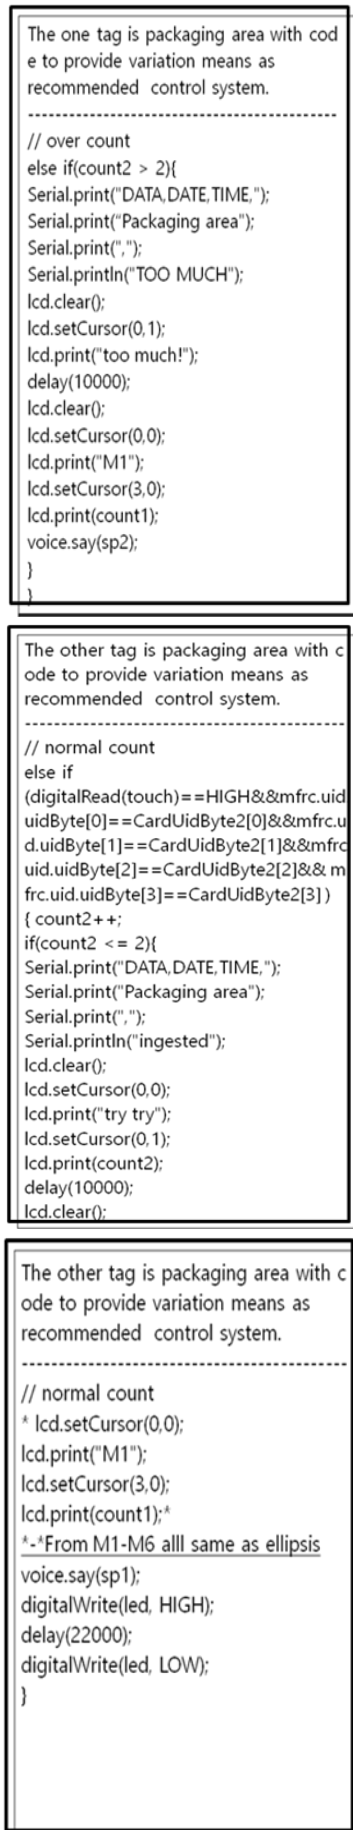 The one tag is packaging area with cod
e to provide variation means as
recommended control system.
--------------------------------------------
// over count
else if(count2 > 2){
Serial.print("DATA,DATE,TIME,");
Serial.print("Packaging area");
Serial.print(",");
Serial.println("TOO MUCH");
lcd.clear();
lcd.setCursor(0,1);
lcd.print("too much!");
delay(10000);
lcd.clear();
lcd.setCursor(0,0);
lcd.print("M1");
lcd.setCursor(3,0);
lcd.print(count1);
voice.say(sp2);
}
}
The other tag is packaging area with c
ode to provide variation means as
recommended control system.
--------------------------------------------
// normal count
else if
(digitalRead(touch)==HIGH&&mfrc.uid
uidByte[0]==CardUidByte2[0]&&mfrc.u
d.uidByte[1]==CardUidByte2[1]&&mfrc
uid.uidByte[2]==CardUidByte2[2]&& m
frc.uid.uidByte[3]==CardUidByte2[3])
{ count2++;
if(count2 <= 2){
Serial.print("DATA,DATE,TIME,");
Serial.print("Packaging area");
Serial.print(",");
Serial.println("ingested");
lcd.clear();
lcd.setCursor(0,0);
lcd.print("try try");
lcd.setCursor(0,1);
lcd.print(count2);
delay(10000);
lcd.clear();
The other tag is packaging area with c
ode to provide variation means as
recommended control system.
--------------------------------------------
// normal count
* lcd.setCursor(0,0);
lcd.print("M1");
lcd.setCursor(3,0);
lcd.print(count1);*
*-*From M1-M6 alll same as ellipsis
voice.say(sp1);
digitalWrite(led, HIGH);
delay(22000);
digitalWrite(led, LOW);
}